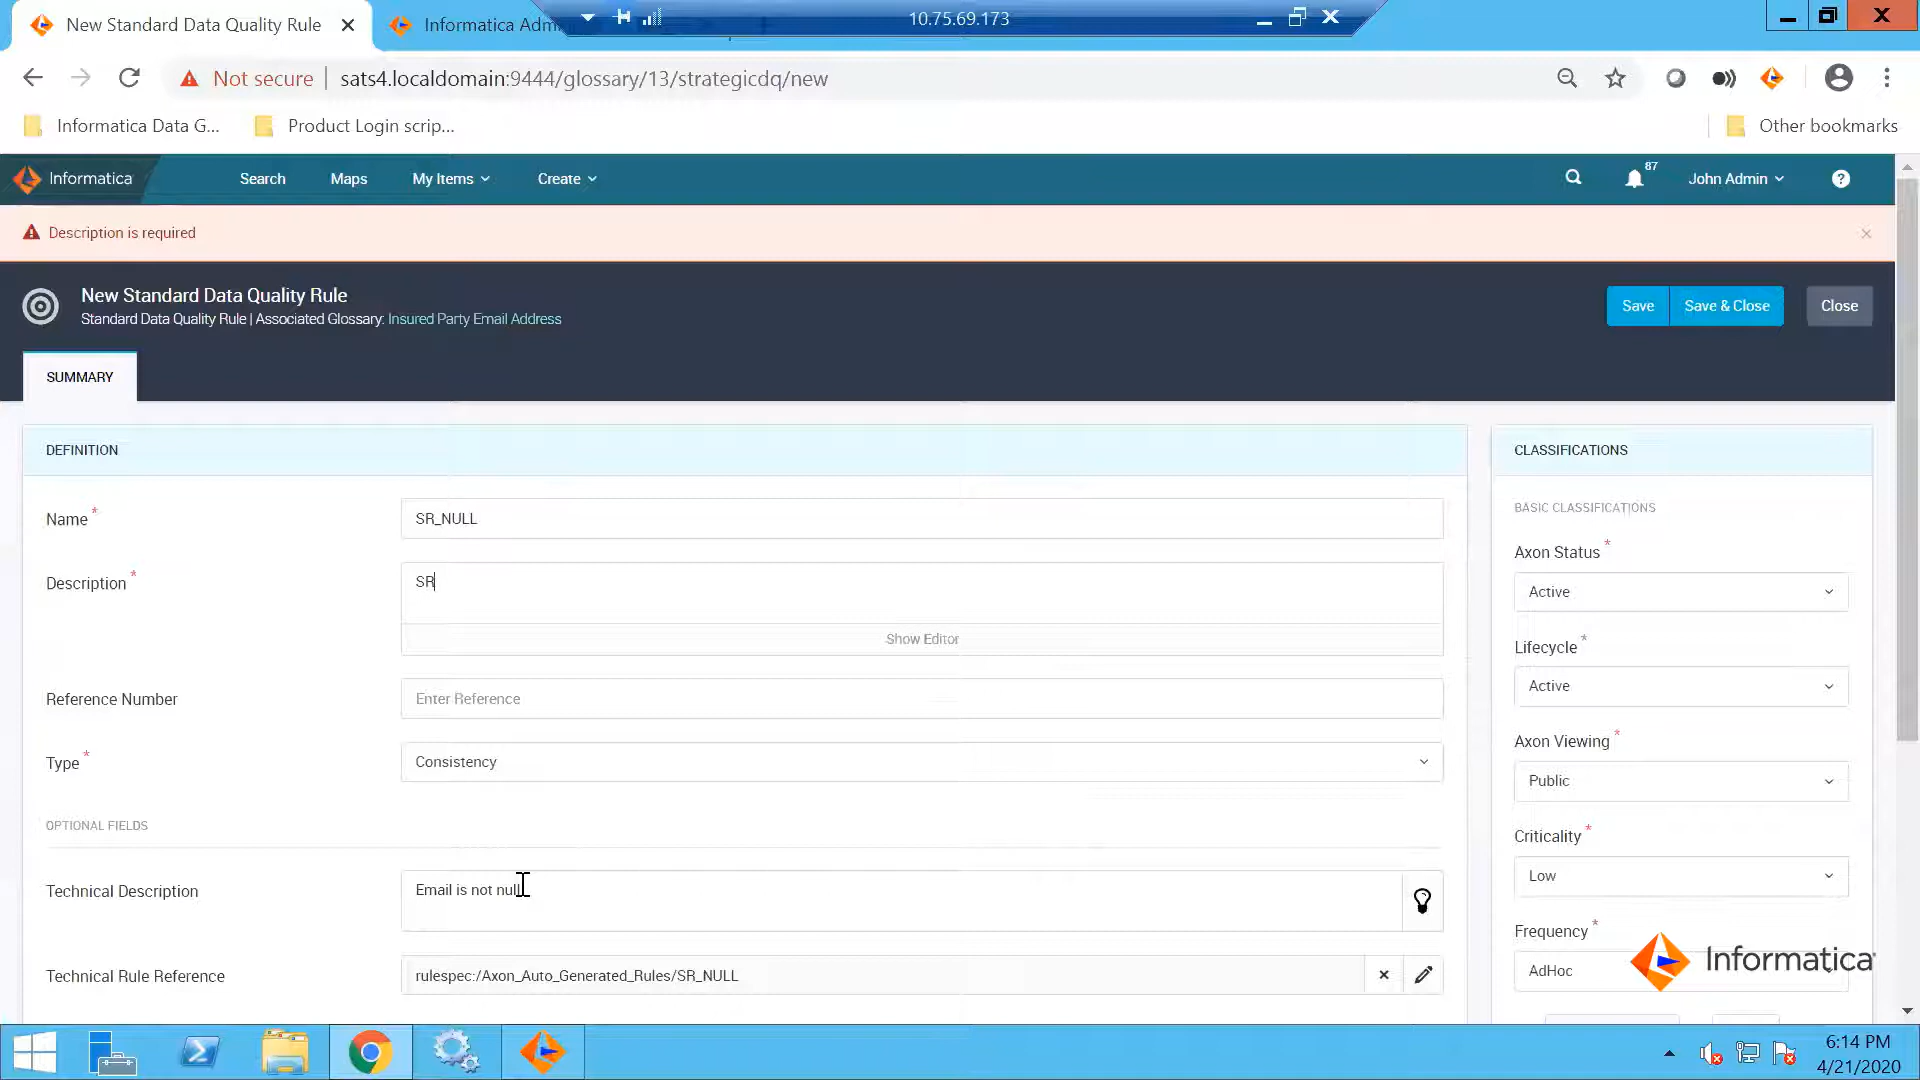 New Standard Data Quality Rule
Informatica Admi
10.75.69.173
Not secure
sats4.localdomain:9444/glossary/13/strategicdq/new
Informatica Data G...
Product Login scrip...
Other bookmarks
Informatica
Search
Maps
My Items
Create
87
John Admin
Description is required
New Standard Data Quality Rule
Standard Data Quality Rule | Associated Glossary: Insured Party Email Address
Save
Save & Close
Close
SUMMARY
DEFINITION
Name *
SR_NULL
Description *
SR
Show Editor
Reference Number
Enter Reference
Type *
Consistency
OPTIONAL FIELDS
Technical Description
Email is not null
Technical Rule Reference
rulespec:/Axon_Auto_Generated_Rules/SR_NULL
CLASSIFICATIONS
BASIC CLASSIFICATIONS
Axon Status *
Active
Lifecycle *
Active
Axon Viewing *
Public
Criticality *
Low
Frequency *
AdHoc
Informatica
6:14 PM
4/21/2020